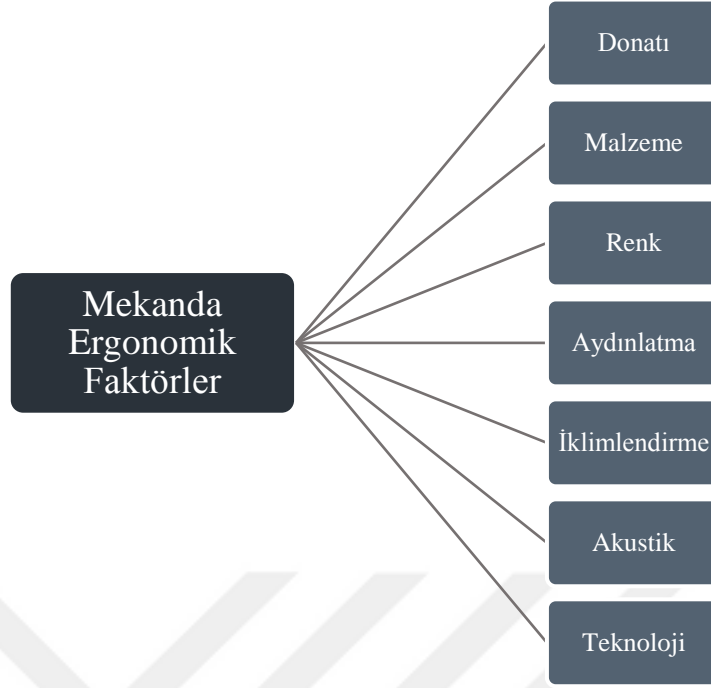 Mekanda
Ergonomik
Faktörler
Donatı
Malzeme
Renk
Aydınlatma
İklimlendirme
Akustik
Teknoloji